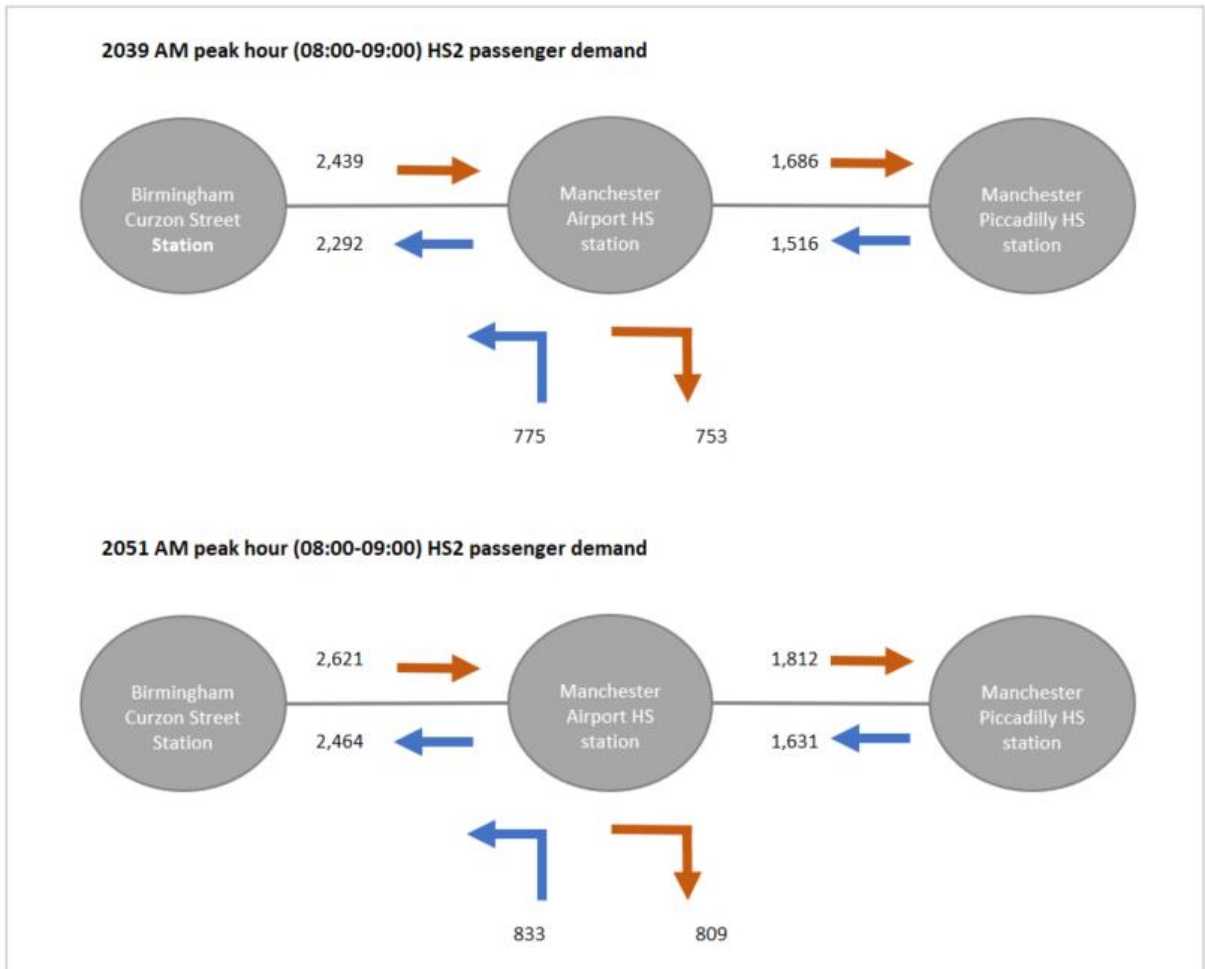 2039 AM peak hour (08:00-09:00) HS2 passenger demand
2,439
1,686
Birmingham
Curzon Street
Station
Manchester
Airport HS
station
Manchester
Piccadilly HS
station
2,292
1,516
775
753
2051 AM peak hour (08:00-09:00) HS2 passenger demand
2,621
1,812
Birmingham
Curzon Street
Station
Manchester
Airport HS
station
Manchester
Piccadilly HS
station
2,464
1,631
833
809